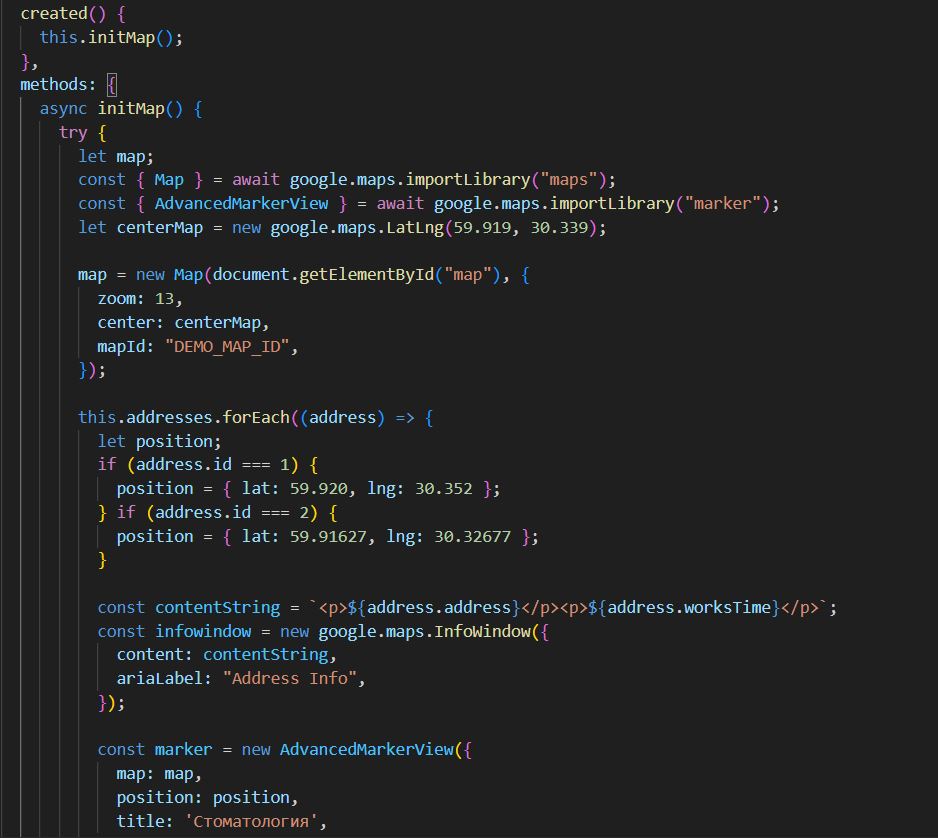 created() {
this.initMap();
},
methods: {
async initMap() {
try {
let map;
const { Map } = await google.maps.importLibrary("maps");
const { AdvancedMarkerView } = await google.maps.importLibrary("marker");
let centerMap = new google.maps.LatLng(59.919, 30.339);
map = new Map(document.getElementById("map"), {
zoom: 13,
center: centerMap,
mapId: "DEMO_MAP_ID",
});
this.addresses.forEach((address) => {
let position;
if (address.id === 1) {
position = { lat: 59.920, lng: 30.352 };
} if (address.id === 2) {
position = { lat: 59.91627, lng: 30.32677 };
}
const contentString = `<p>${address.address}</p><p>${address.worksTime}</p>`;
const infowindow = new google.maps.InfoWindow({
content: contentString,
ariaLabel: "Address Info",
});
const marker = new AdvancedMarkerView({
map: map,
position: position,
title: 'Стоматология',